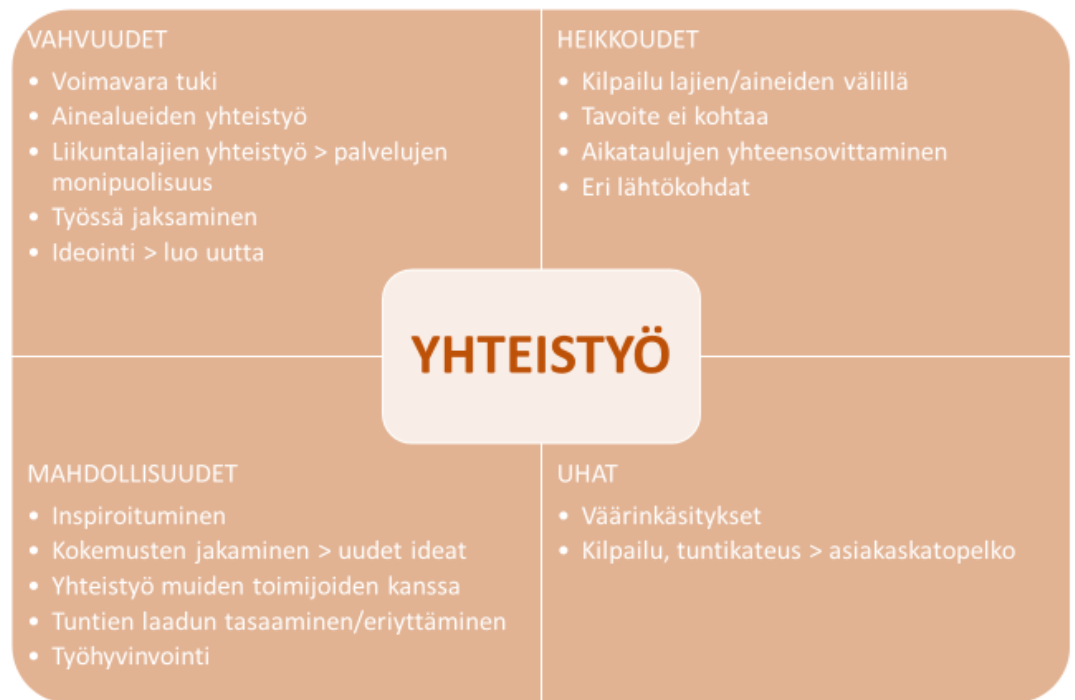 VAHVUUDET
• Voimavara tuki
• Ainealueiden yhteistyö
• Liikuntalajien yhteistyö > palvelujen
monipuolisuus
• Työssä jaksaminen
• Ideointi > luo uutta
HEIKKOUDET
• Kilpailu lajien/aineiden välillä
• Tavoite ei kohtaa
• Aikataulujen yhteensovittaminen
• Eri lähtökohdat
YHTEISTYÖ
MAHDOLLISUUDET
• Inspiroituminen
• Kokemusten jakaminen > uudet ideat
• Yhteistyö muiden toimijoiden kanssa
• Tuntien laadun tasaaminen/eriyttäminen
• Työhyvinvointi
UHAT
• Väärinkäsitykset
• Kilpailu, tuntikateus > asiakaskatopelko